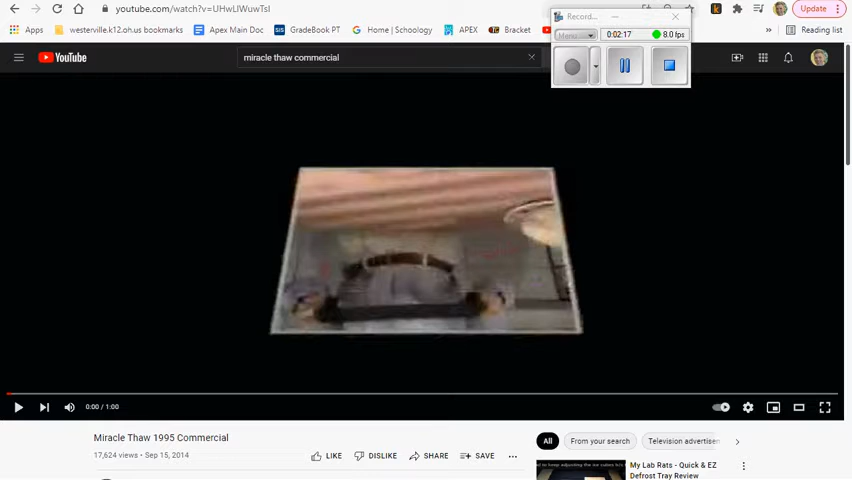 youtube.com/watch?v=UHwLlWuwTsI
Update
Apps
westerville.k12.oh.us bookmarks
Apex Main Doc
SIS
GradeBook PT
Home | Schoology
APEX
Bracket
Reading list
Record...
Menu
0:02:17
8.0 fps
YouTube
miracle thaw commercial
0:00 / 1:00
Miracle Thaw 1995 Commercial
17,624 views • Sep 15, 2014
LIKE
DISLIKE
SHARE
SAVE
All
From your search
Television advertisem
My Lab Rats - Quick & EZ
Defrost Tray Review